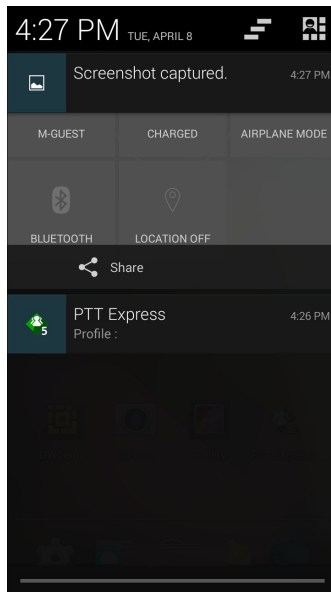 4:27 PM TUE, APRIL 8
Screenshot captured. 4:27 PM
M-GUEST CHARGED AIRPLANE MODE
BLUETOOTH LOCATION OFF
Share
PTT Express 4:26 PM
5 Profile :